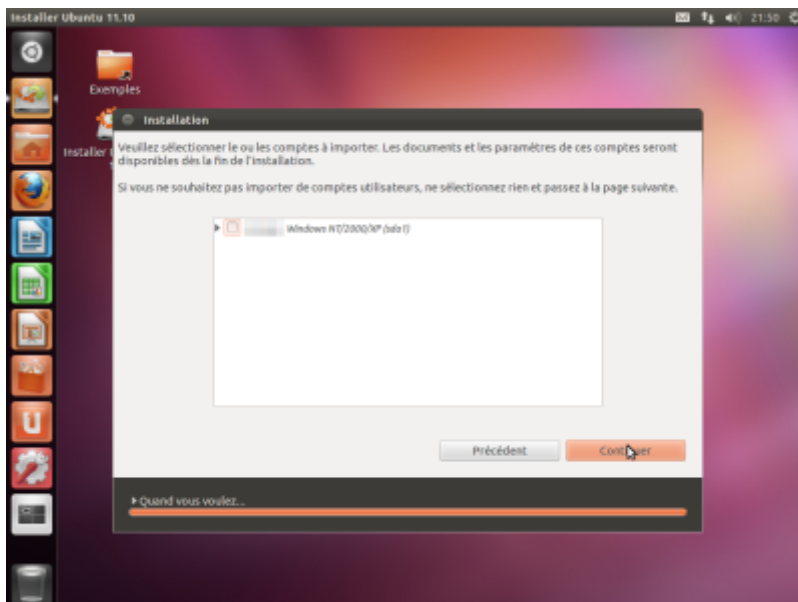 Installer Ubuntu 11.10
21:50
Exemples
Installer
Installation
Veuillez sélectionner le ou les comptes à importer. Les documents et les paramètres de ces comptes seront
disponibles dès la fin de l'installation.
Si vous ne souhaitez pas importer de comptes utilisateurs, ne sélectionnez rien et passez à la page suivante.
Windows NT/2000/XP (sda1)
Précédent
Continuer
Quand vous voulez...